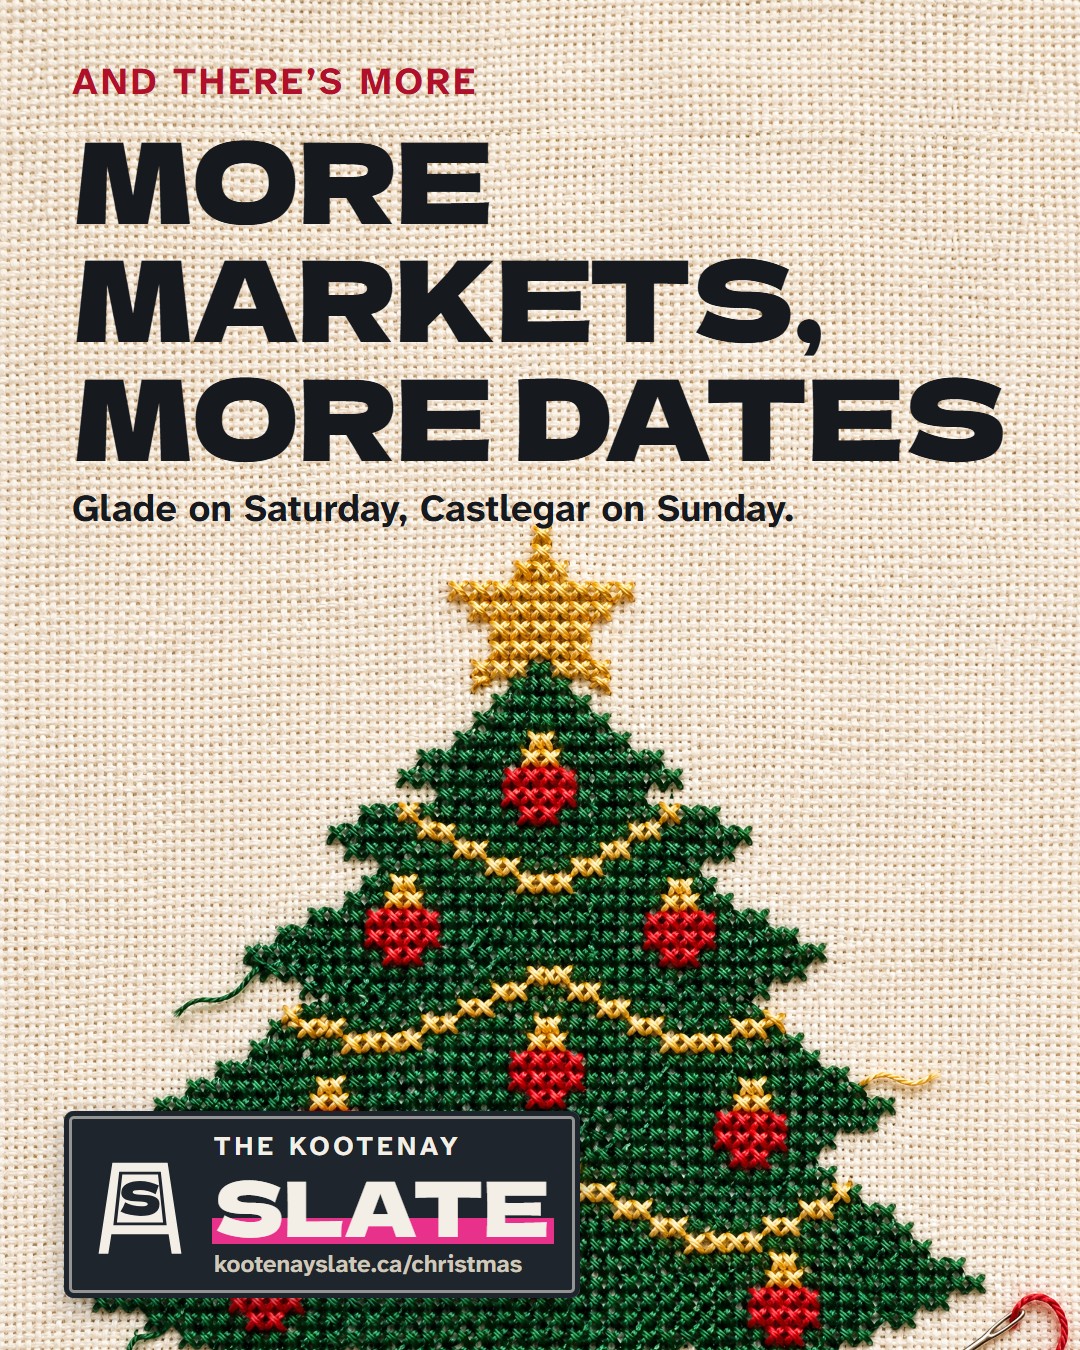 AND THERE’S MORE
MORE
MARKETS,
MORE DATES
Glade on Saturday, Castlegar on Sunday.
THE KOOTENAY
S
SLATE
kootenayslate.ca/christmas